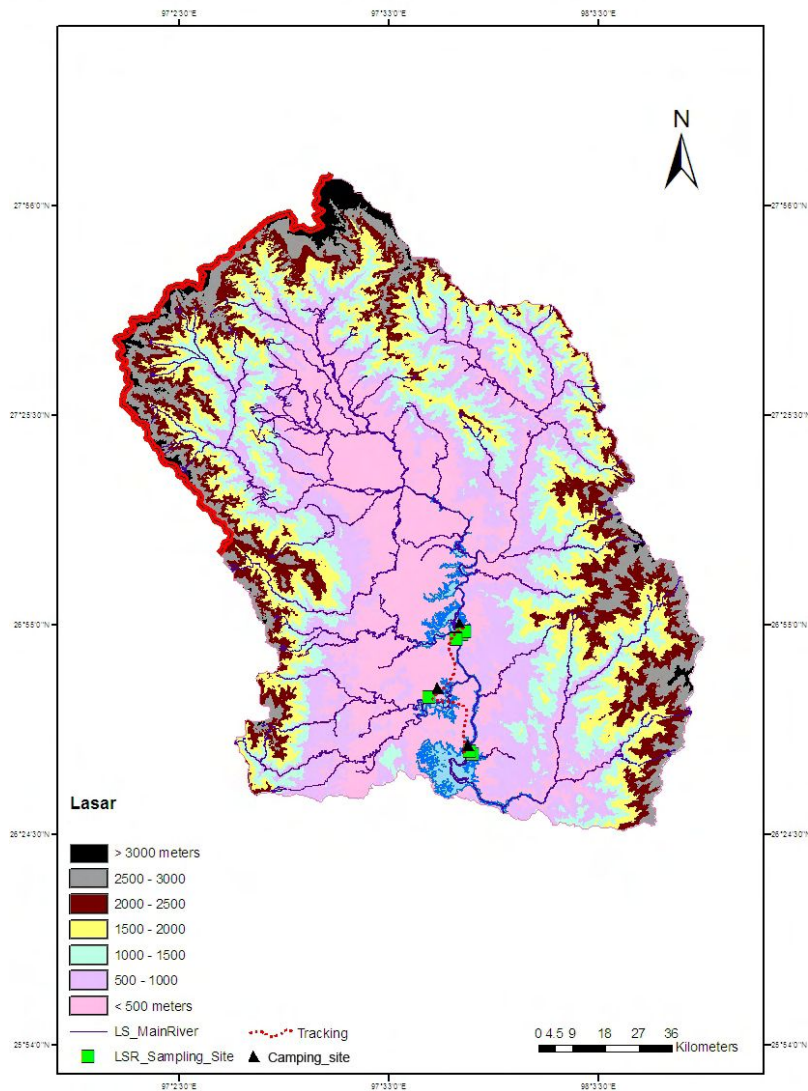 97°2'30"E 97°33'0"E 98°3'30"E
N
27°56'0"N 27°56'0"N
27°25'30"N 27°25'30"N
26°55'0"N 26°55'0"N
26°24'30"N 26°24'30"N
25°54'0"N 25°54'0"N
Lasar
> 3000 meters
2500 - 3000
2000 - 2500
1500 - 2000
1000 - 1500
500 - 1000
< 500 meters
LS_MainRiver Tracking
LSR_Sampling_Site Camping_site
0 4.5 9 18 27 36
Kilometers
97°2'30"E 97°33'0"E 98°3'30"E